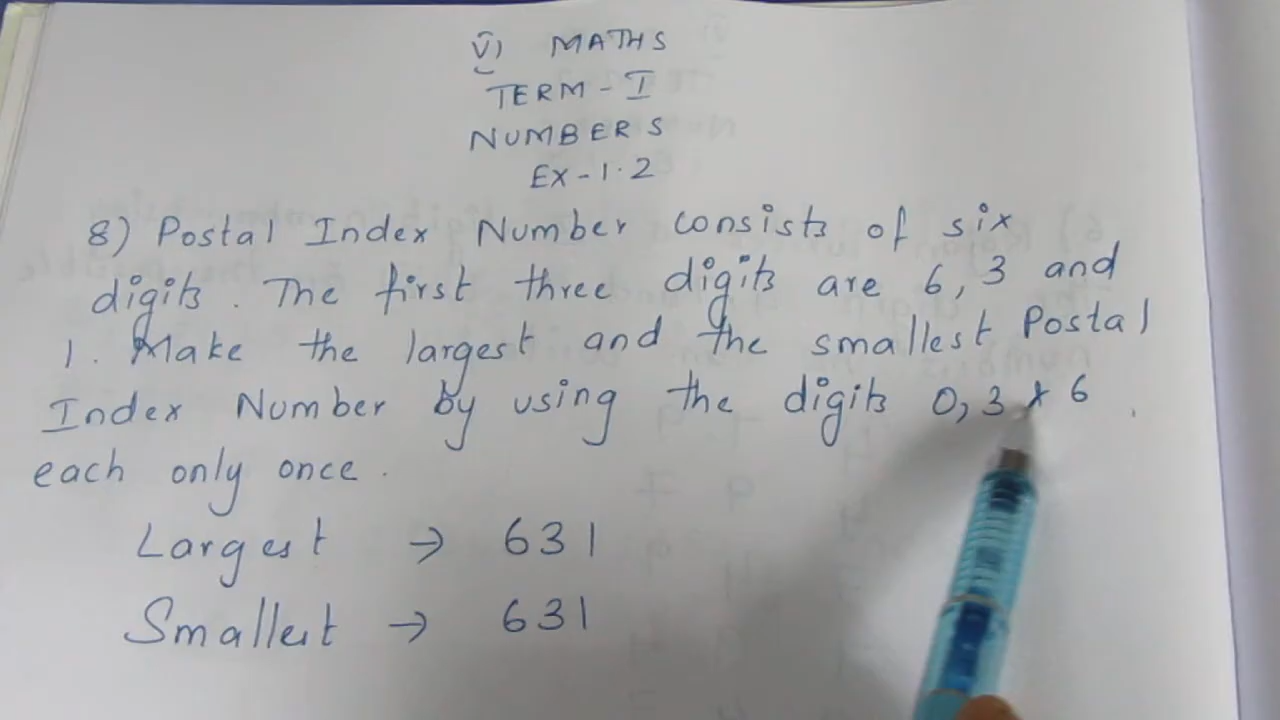 VI MATHS
TERM - I
NUMBERS
EX - 1.2
8) Postal Index Number consists of six
digits. The first three digits are 6, 3 and
1. Make the largest and the smallest Postal
Index Number by using the digits 0, 3 & 6
each only once.
Largest → 631
Smallest → 631